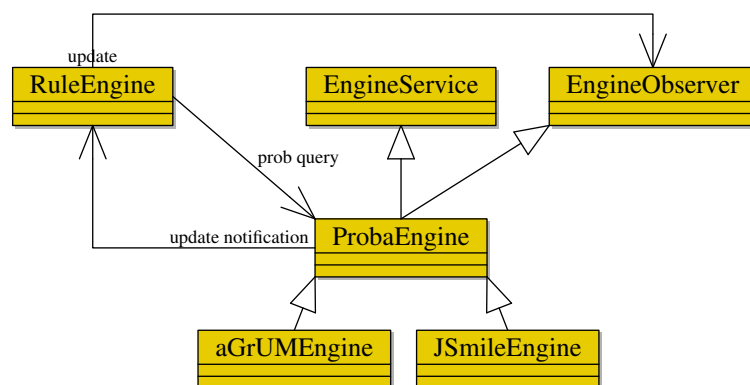 update
RuleEngine
EngineService
EngineObserver
prob query
update notification
ProbaEngine
aGrUMEngine
JSmileEngine